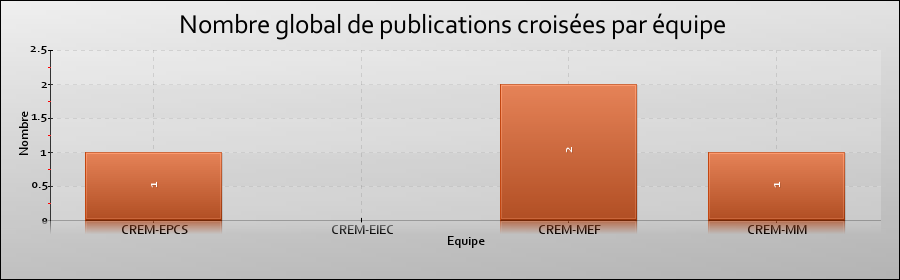 Nombre global de publications croisées par équipe
Nombre
2.5
2
1.5
1
0.5
0
1
2
1
CREM-EPCS
CREM-EIEC
CREM-MEF
CREM-MM
Equipe